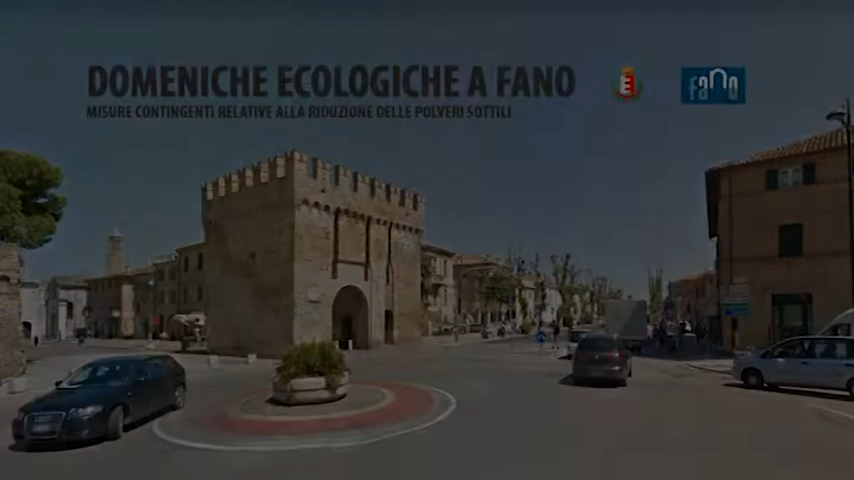 DOMENICHE ECOLOGICHE A FANO
MISURE CONTINGENTI RELATIVE ALLA RIDUZIONE DELLE POLVERI SOTTILI
fano